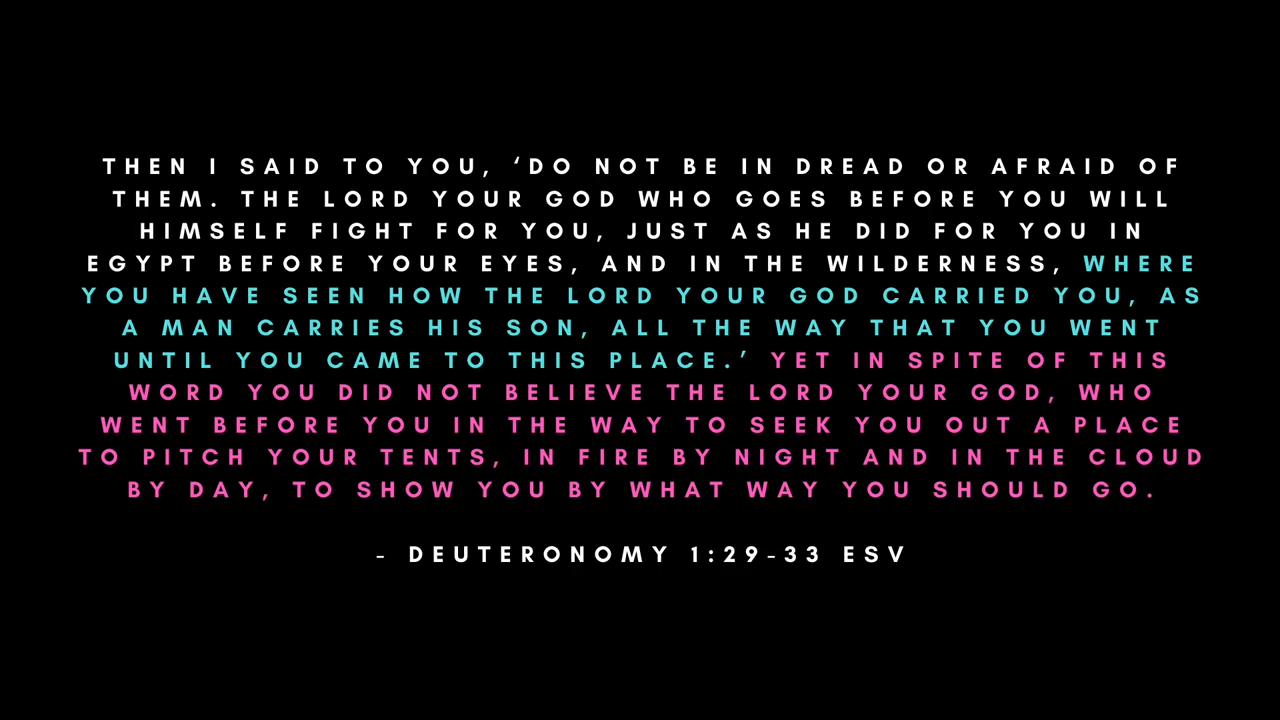 THEN I SAID TO YOU, ‘DO NOT BE IN DREAD OR AFRAID OF
THEM. THE LORD YOUR GOD WHO GOES BEFORE YOU WILL
HIMSELF FIGHT FOR YOU, JUST AS HE DID FOR YOU IN
EGYPT BEFORE YOUR EYES, AND IN THE WILDERNESS, WHERE
YOU HAVE SEEN HOW THE LORD YOUR GOD CARRIED YOU, AS
A MAN CARRIES HIS SON, ALL THE WAY THAT YOU WENT
UNTIL YOU CAME TO THIS PLACE.’ YET IN SPITE OF THIS
WORD YOU DID NOT BELIEVE THE LORD YOUR GOD, WHO
WENT BEFORE YOU IN THE WAY TO SEEK YOU OUT A PLACE
TO PITCH YOUR TENTS, IN FIRE BY NIGHT AND IN THE CLOUD
BY DAY, TO SHOW YOU BY WHAT WAY YOU SHOULD GO.
- DEUTERONOMY 1:29-33 ESV